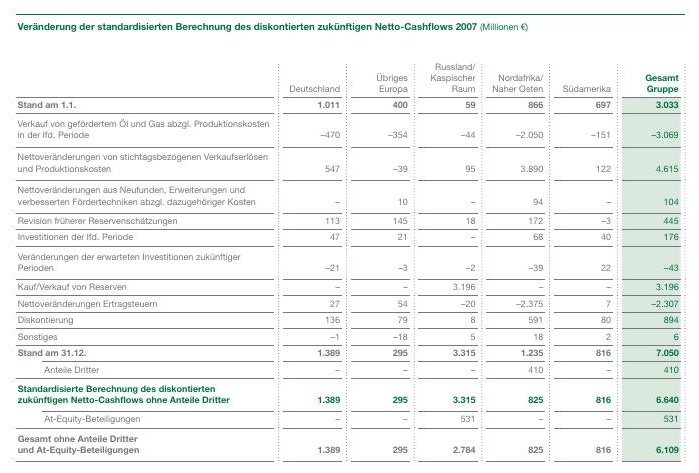 Veränderung der standardisierten Berechnung des diskontierten zukünftigen Netto-Cashflows 2007 (Millionen €)
Deutschland Übriges Europa Russland/ Kaspischer Raum Nordafrika/ Naher Osten Südamerika Gesamt Gruppe
Stand am 1.1. 1.011 400 59 866 697 3.033
Verkauf von gefördertem Öl und Gas abzgl. Produktionskosten
in der lfd. Periode –470 –354 –44 –2.050 –151 –3.069
Nettoveränderungen von stichtagsbezogenen Verkaufserlösen
und Produktionskosten 547 –39 95 3.890 122 4.615
Nettoveränderungen aus Neufunden, Erweiterungen und
verbesserten Fördertechniken abzgl. dazugehöriger Kosten – 10 – 94 – 104
Revision früherer Reservenschätzungen 113 145 18 172 –3 445
Investitionen der lfd. Periode 47 21 – 68 40 176
Veränderungen der erwarteten Investitionen zukünftiger
Perioden –21 –3 –2 –39 22 –43
Kauf/Verkauf von Reserven – – 3.196 – – 3.196
Nettoveränderungen Ertragsteuern 27 54 –20 –2.375 7 –2.307
Diskontierung 136 79 8 591 80 894
Sonstiges –1 –18 5 18 2 6
Stand am 31.12. 1.389 295 3.315 1.235 816 7.050
Anteile Dritter – – – 410 – 410
Standardisierte Berechnung des diskontierten
zukünftigen Netto-Cashflows ohne Anteile Dritter 1.389 295 3.315 825 816 6.640
At-Equity-Beteiligungen – – 531 – – 531
Gesamt ohne Anteile Dritter
und At-Equity-Beteiligungen 1.389 295 2.784 825 816 6.109